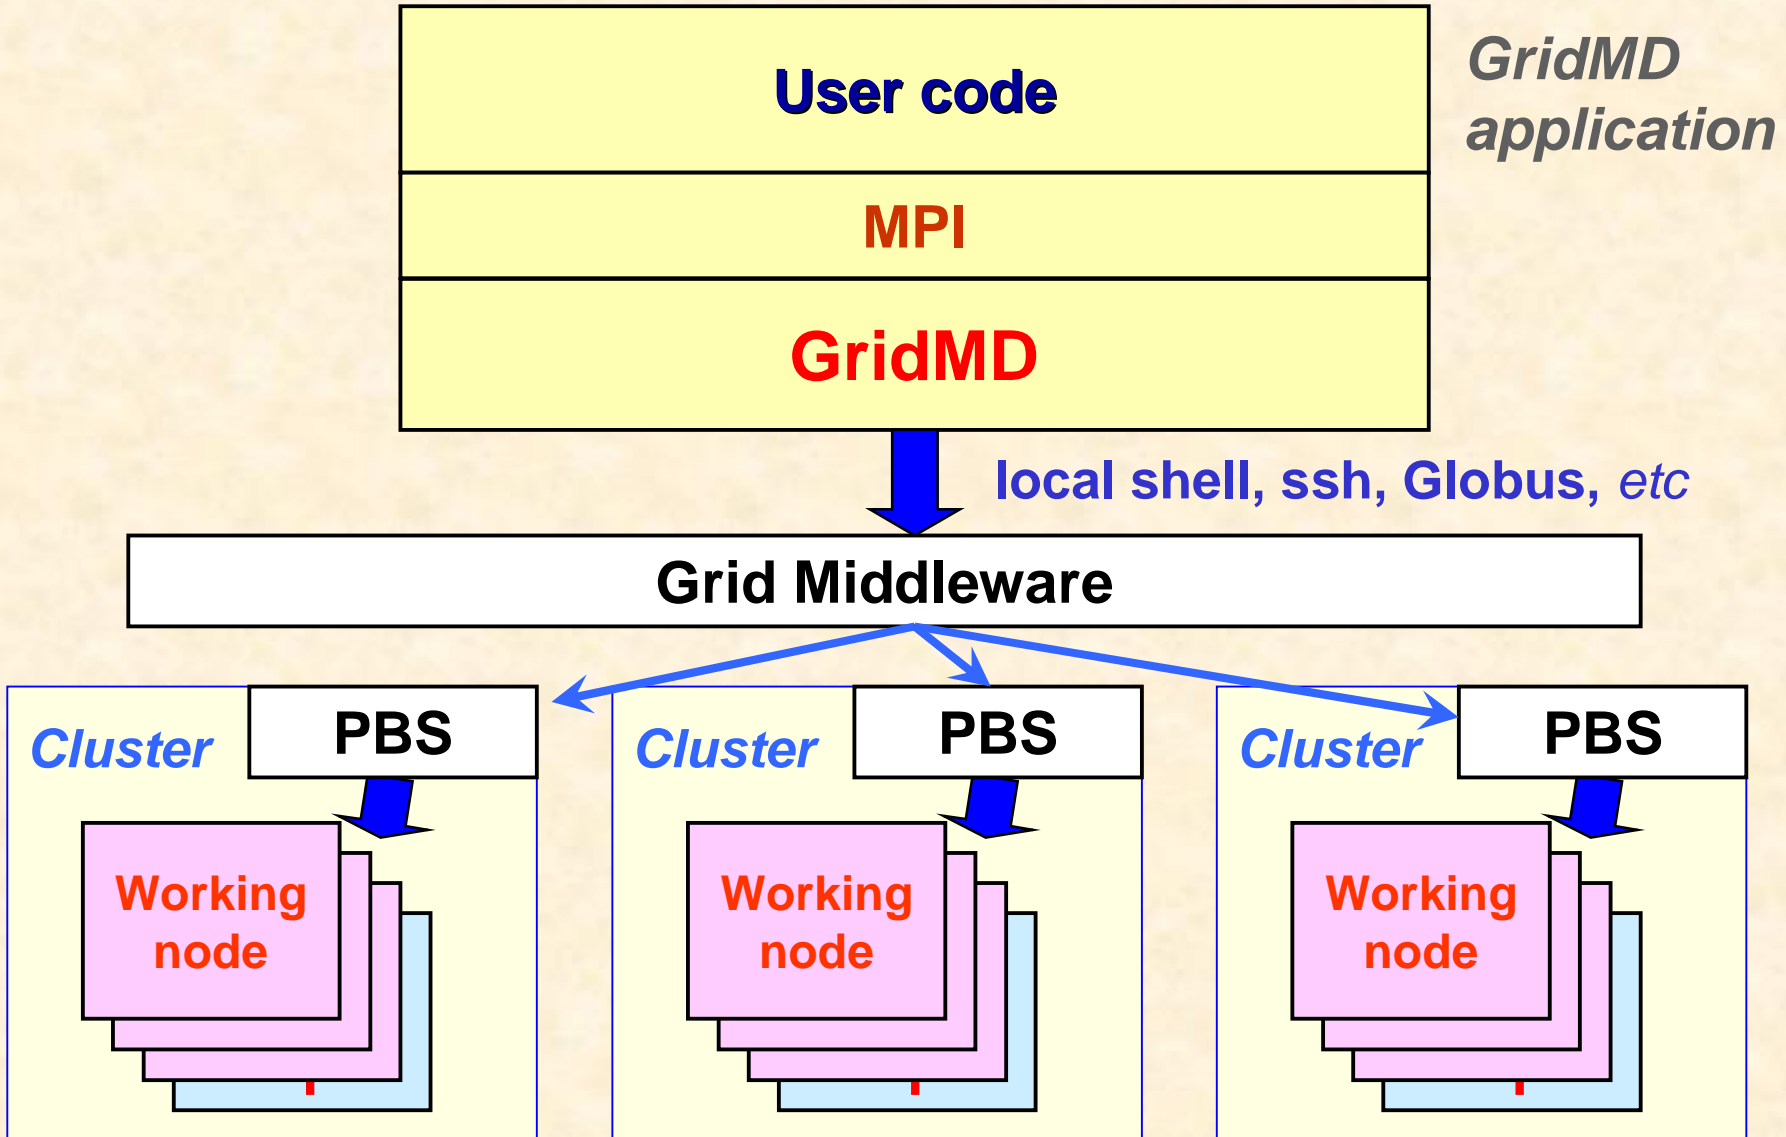 User code
GridMD
application
MPI
GridMD
local shell, ssh, Globus, etc
Grid Middleware
Cluster
PBS
Cluster
PBS
Cluster
PBS
Working
node
Working
node
Working
node